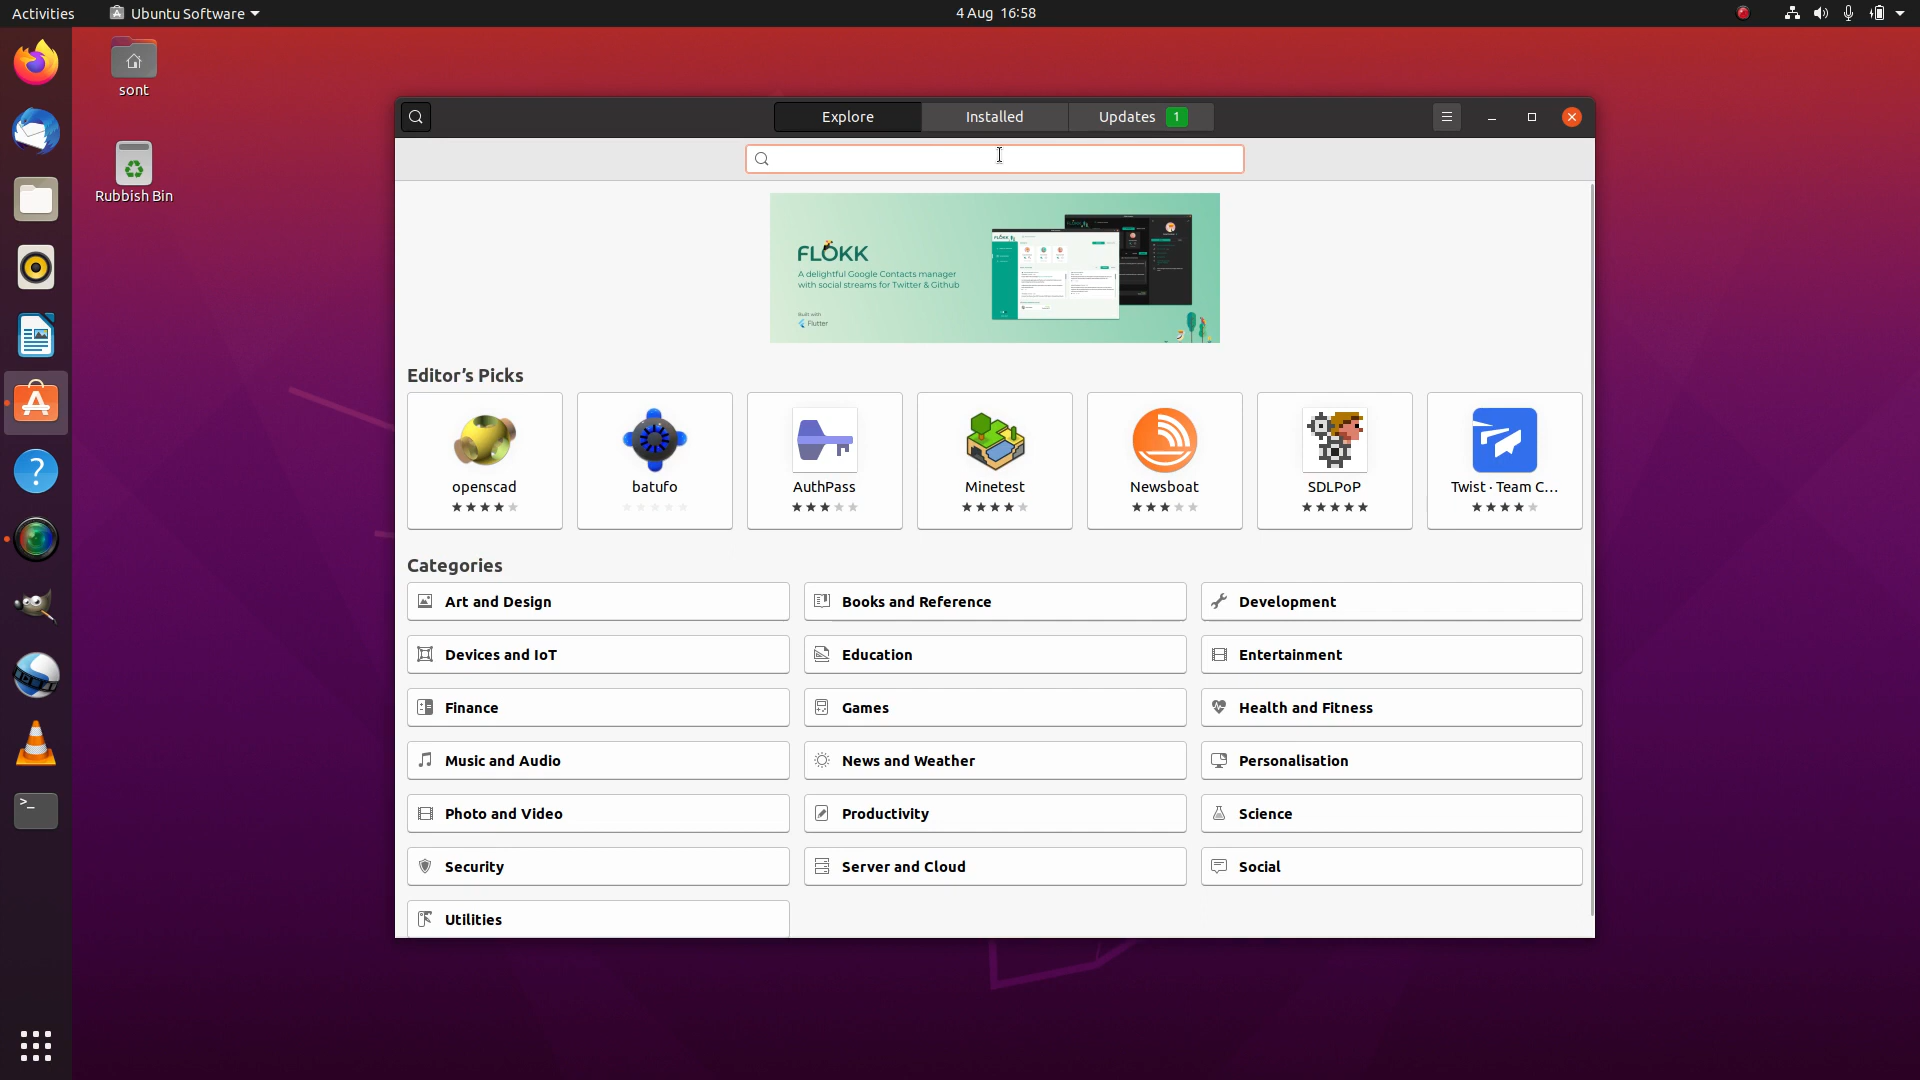 Activities
Ubuntu Software
4 Aug 16:58
sont
Rubbish Bin
Explore
Installed
Updates 1
FLOKK
A delightful Google Contacts manager
with social streams for Twitter & Github
Built with
Flutter
Editor's Picks
openscad
batufo
AuthPass
Minetest
Newsboat
SDLPoP
Twist · Team C...
Categories
Art and Design
Books and Reference
Development
Devices and IoT
Education
Entertainment
Finance
Games
Health and Fitness
Music and Audio
News and Weather
Personalisation
Photo and Video
Productivity
Science
Security
Server and Cloud
Social
Utilities